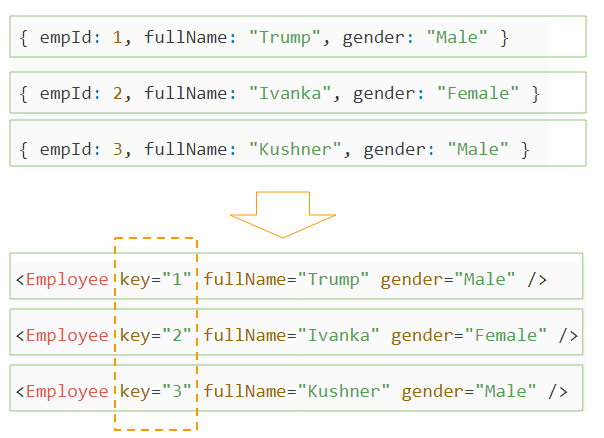 { empId: 1, fullName: "Trump", gender: "Male" }
{ empId: 2, fullName: "Ivanka", gender: "Female" }
{ empId: 3, fullName: "Kushner", gender: "Male" }
<Employee key="1" fullName="Trump" gender="Male" />
<Employee key="2" fullName="Ivanka" gender="Female" />
<Employee key="3" fullName="Kushner" gender="Male" />